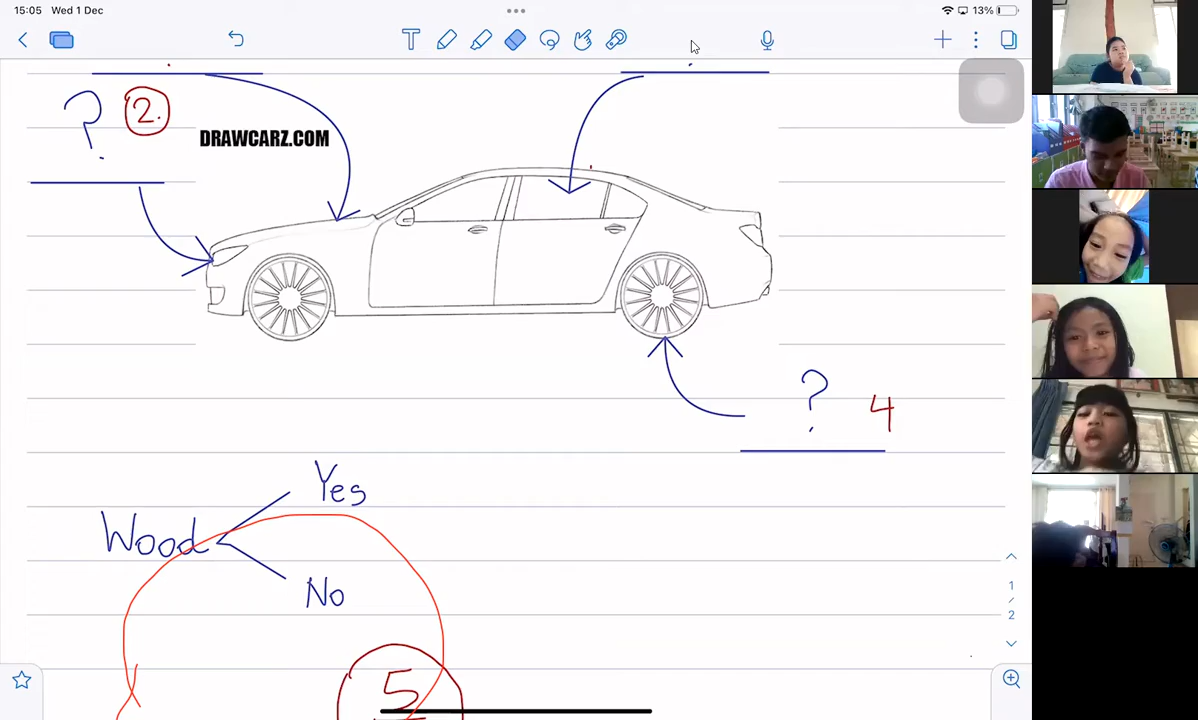 15:05 Wed 1 Dec
13%
T
? 2.
DRAWCARZ.COM
? 4
Yes
Wood
No
1
/
2
5